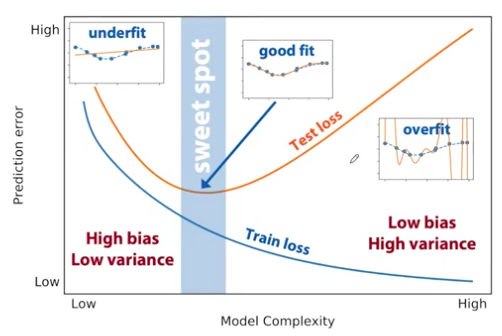 High
underfit
sweet spot
good fit
Test loss
overfit
Prediction error
Train loss
High bias
Low variance
Low bias
High variance
Low
Low
High
Model Complexity